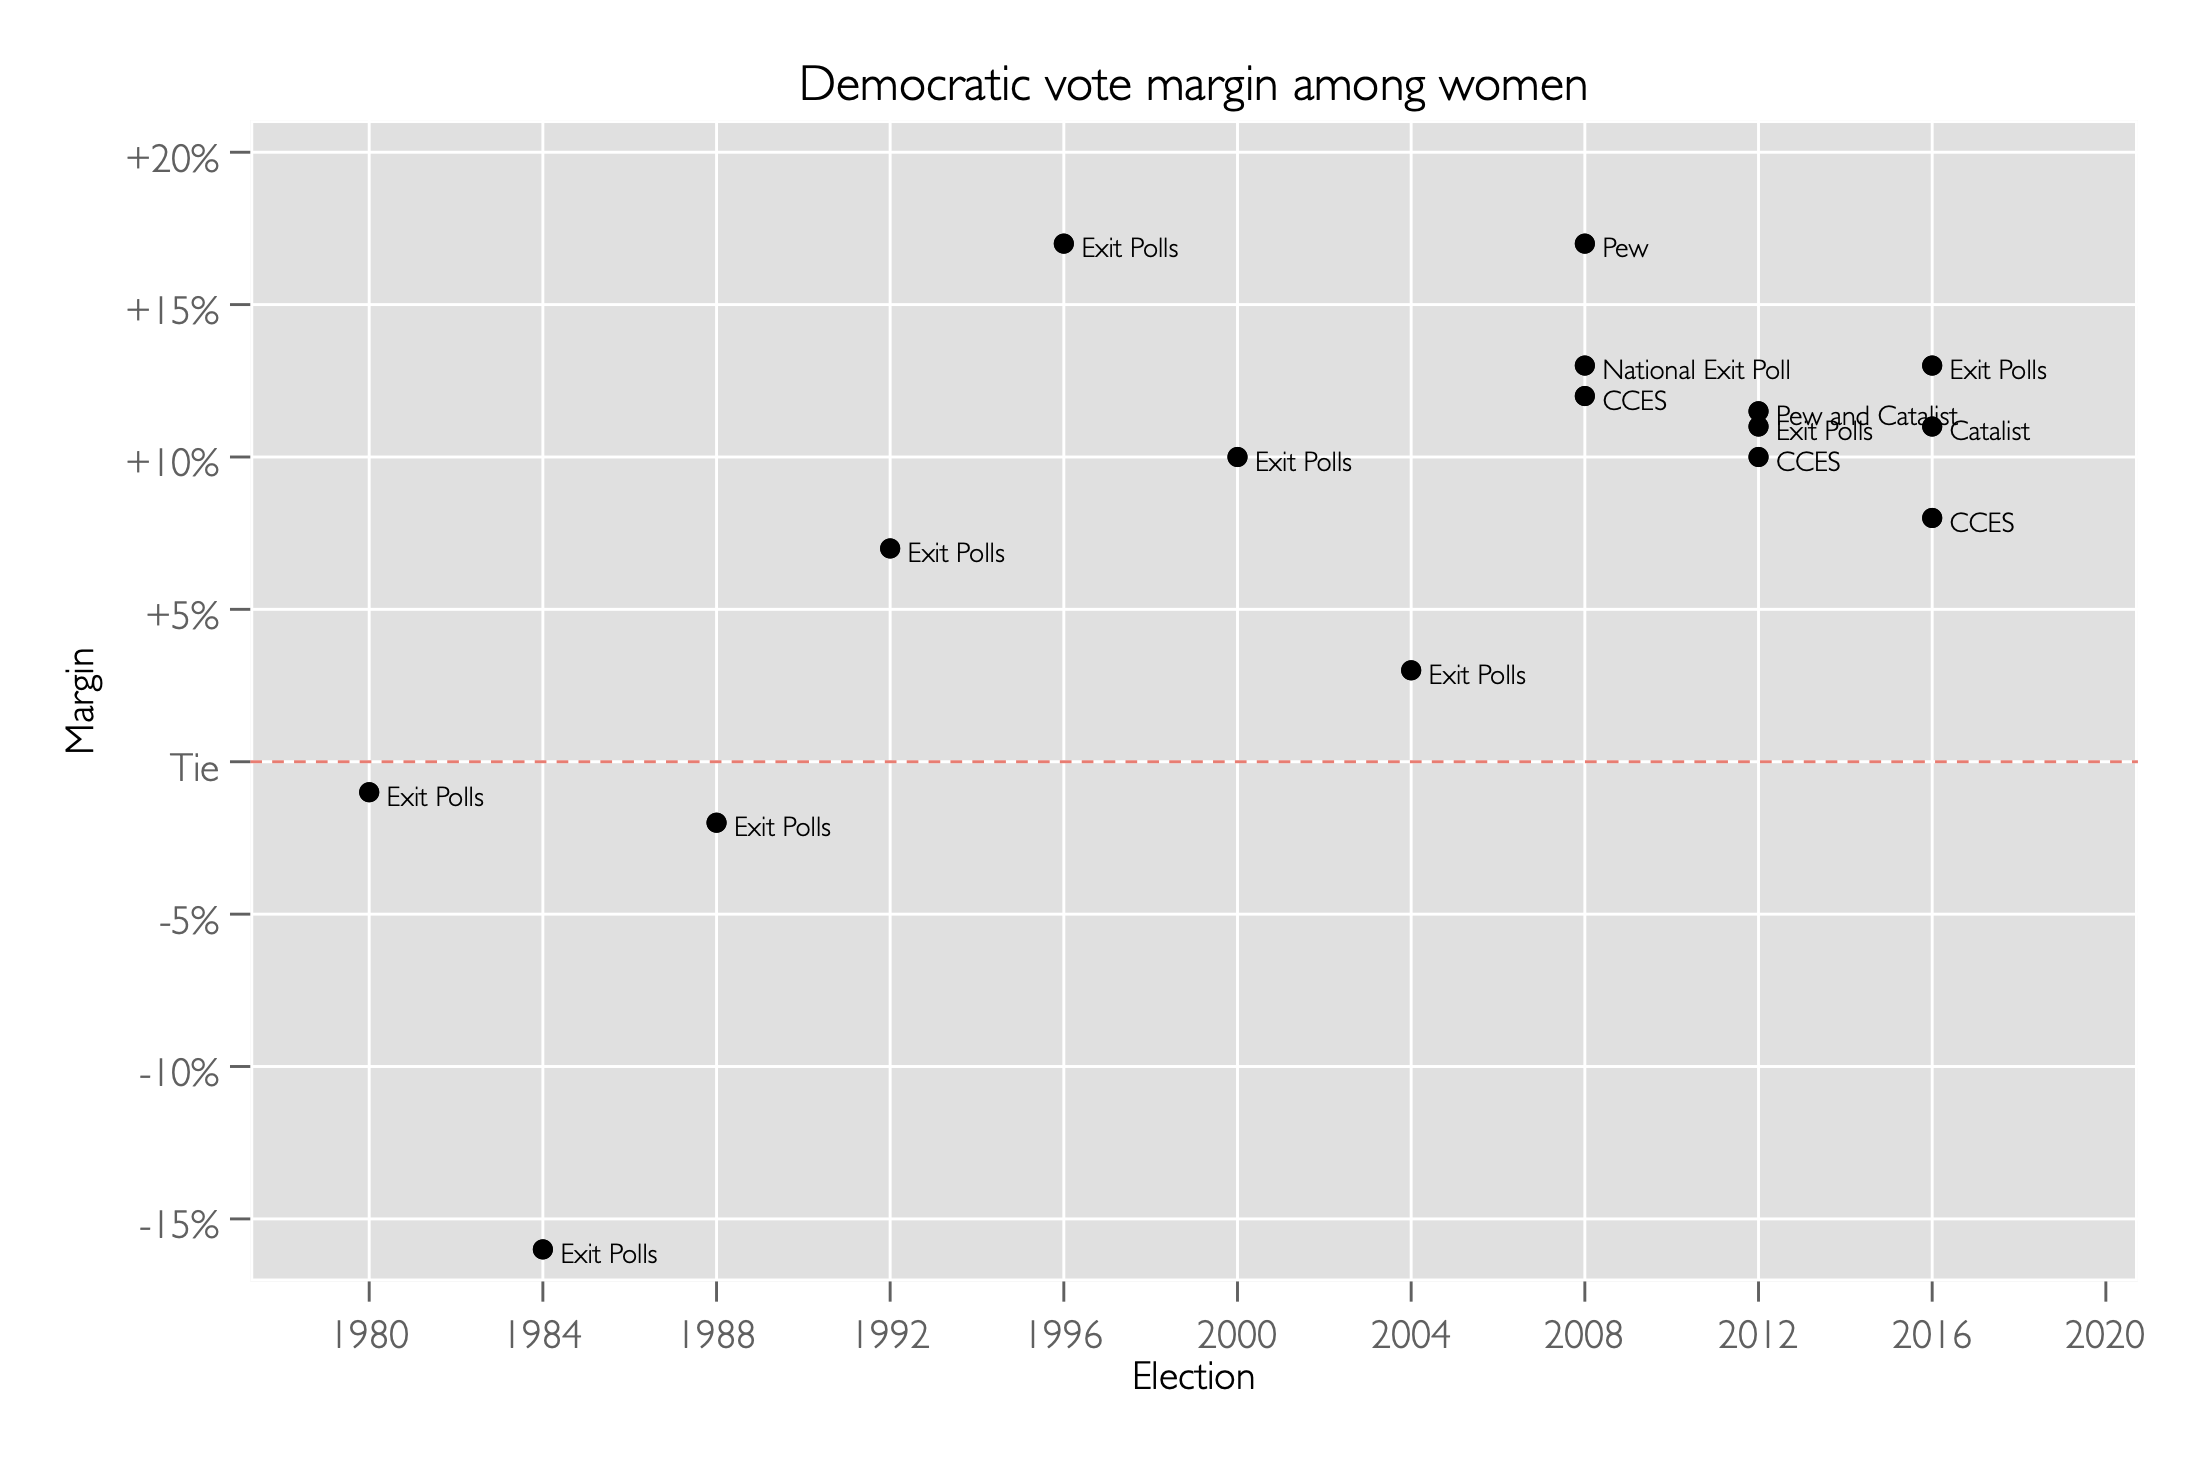 Democratic vote margin among women
+20%
Exit Polls
Pew
+15%
National Exit Poll
Exit Polls
CCES
Pew and Catalist
Exit Polls
Catalist
+10%
Exit Polls
CCES
CCES
Exit Polls
+5%
Margin
Exit Polls
Tie
Exit Polls
Exit Polls
-5%
-10%
-15%
Exit Polls
1980 1984 1988 1992 1996 2000 2004 2008 2012 2016 2020
Election